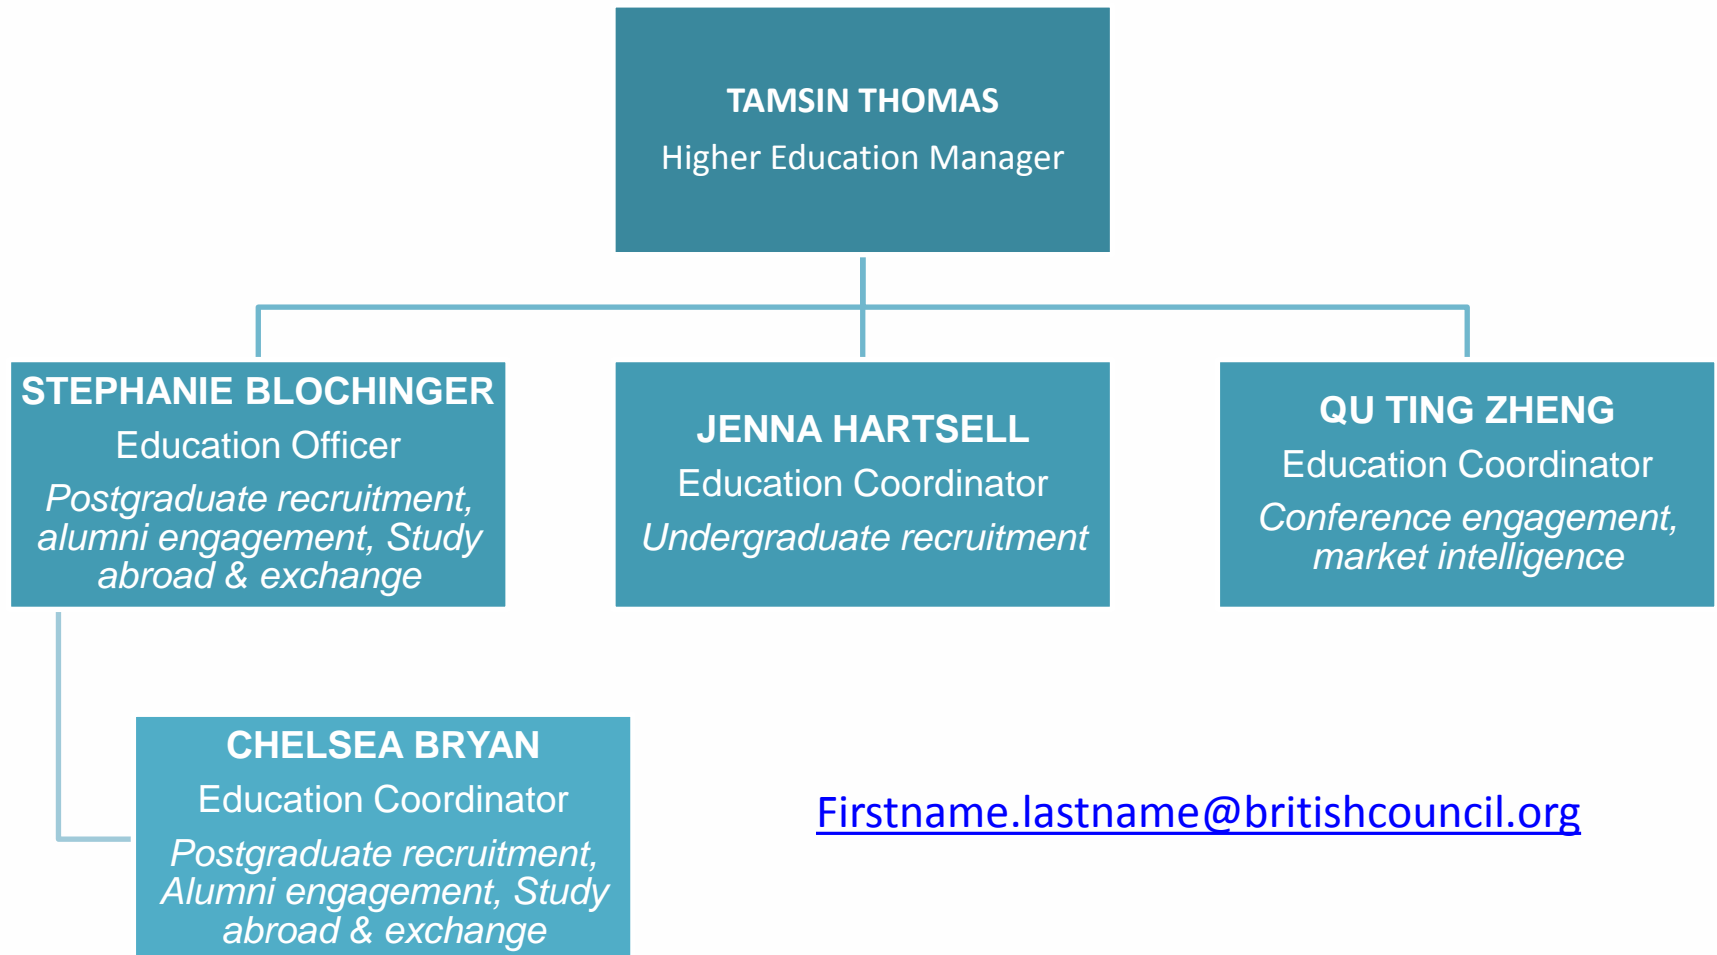 TAMSIN THOMAS
Higher Education Manager
STEPHANIE BLOCHINGER
Education Officer
Postgraduate recruitment,
alumni engagement, Study
abroad & exchange
JENNA HARTSELL
Education Coordinator
Undergraduate recruitment
QU TING ZHENG
Education Coordinator
Conference engagement,
market intelligence
CHELSEA BRYAN
Education Coordinator
Postgraduate recruitment,
Alumni engagement, Study
abroad & exchange
Firstname.lastname@britishcouncil.org